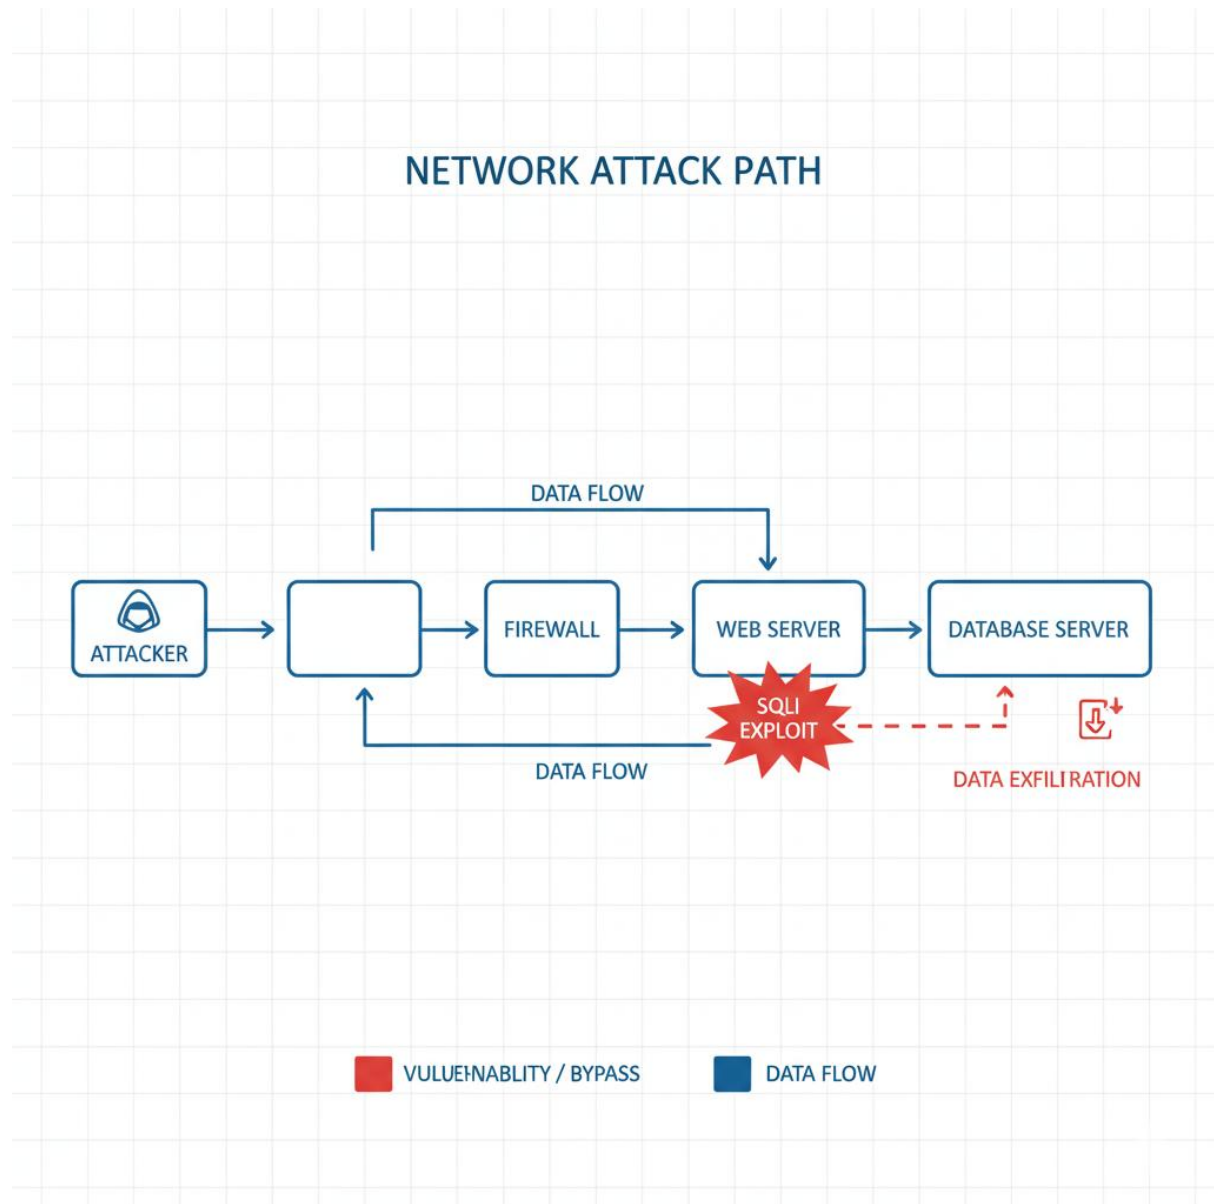 NETWORK ATTACK PATH
DATA FLOW
ATTACKER
FIREWALL
WEB SERVER
DATABASE SERVER
SQLI
EXPLOIT
DATA FLOW
DATA EXFILIRATION
VULUEHNABLITY / BYPASS
DATA FLOW